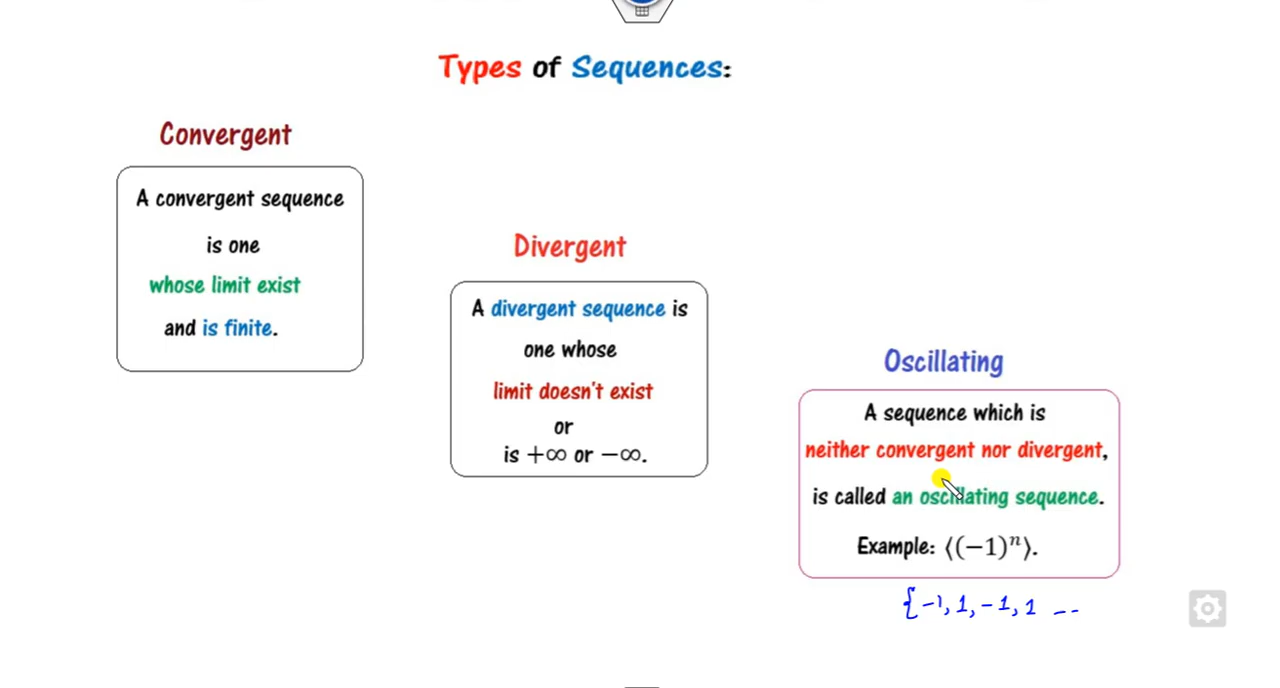 Types of Sequences:
Convergent
A convergent sequence
is one
whose limit exist
and is finite.
Divergent
A divergent sequence is
one whose
limit doesn't exist
or
is +∞ or −∞.
Oscillating
A sequence which is
neither convergent nor divergent,
is called an oscillating sequence.
Example: ⟨(−1)ⁿ⟩.
{-1, 1, -1, 1 --